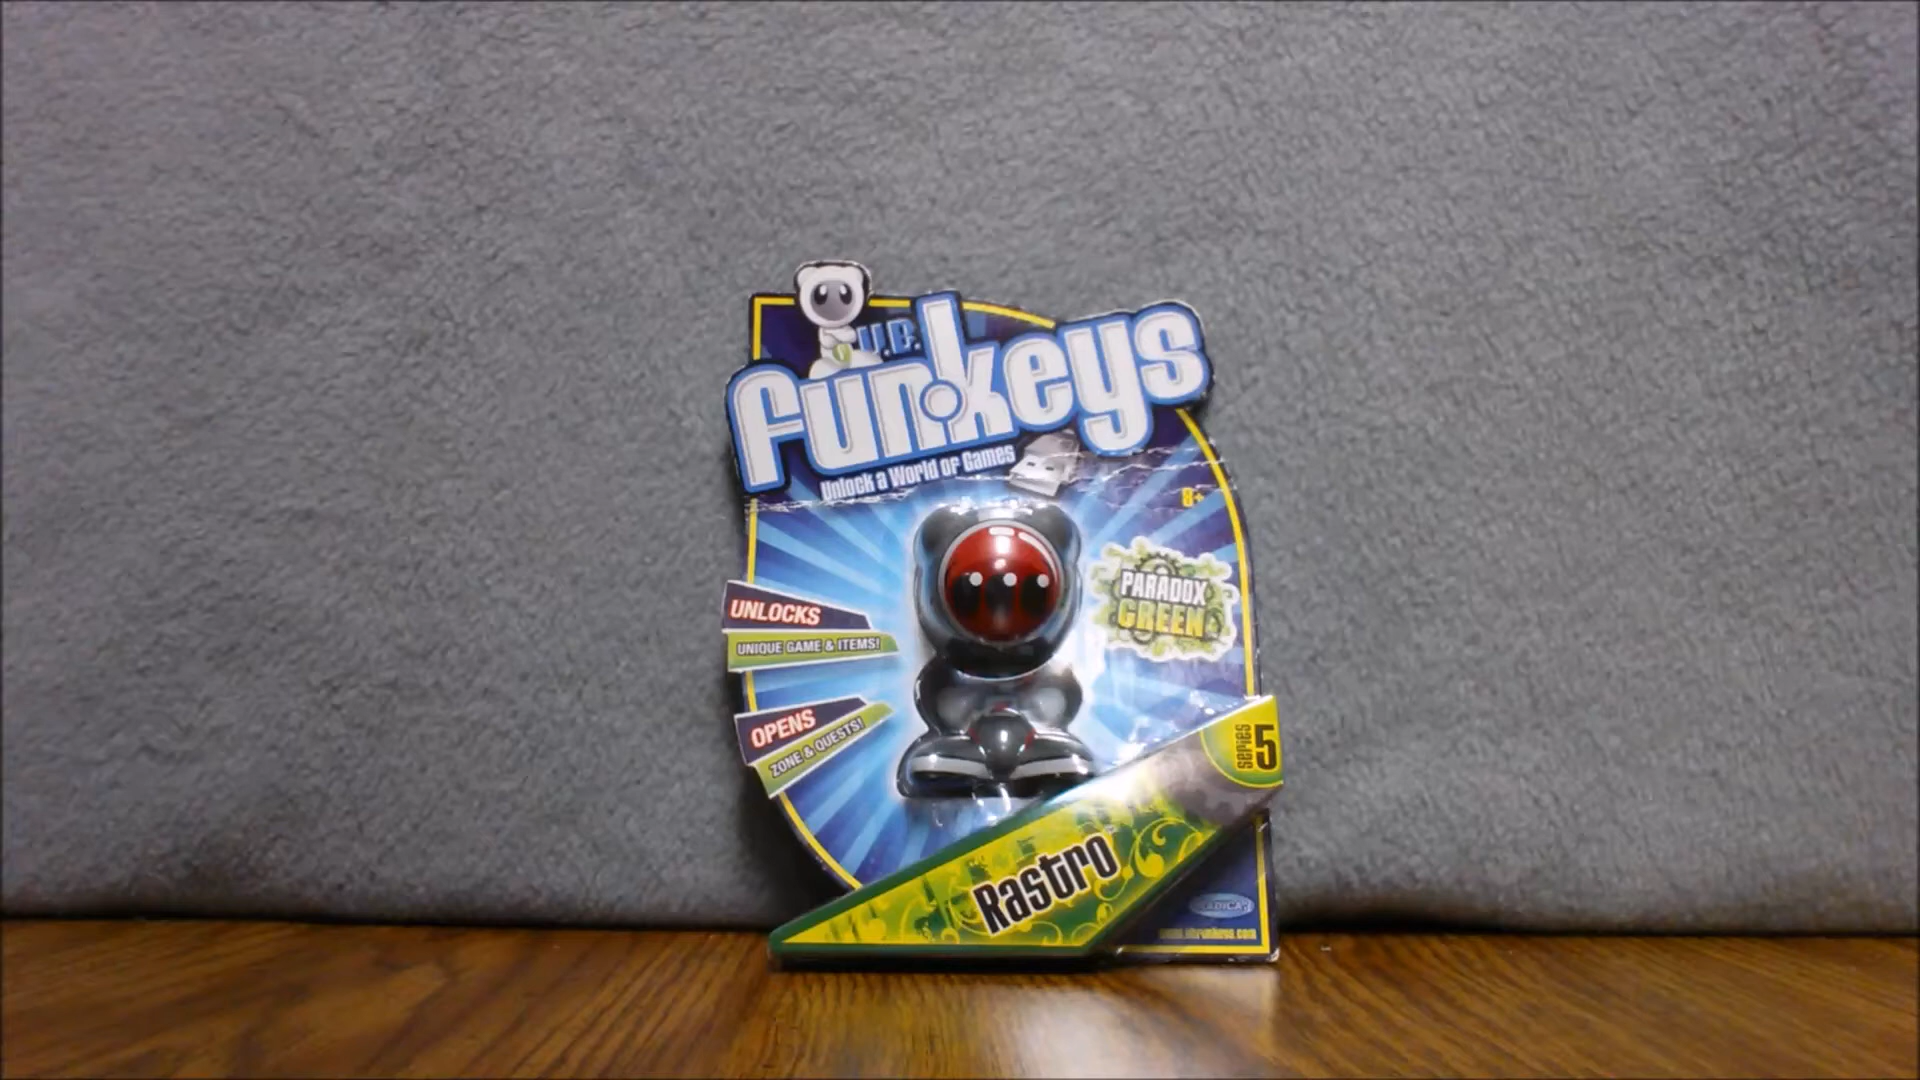 U.B.
funkeys
Unlock a World of Games
8+
PARADOX
GREEN
UNLOCKS
UNIQUE GAME & ITEMS!
OPENS
ZONE & QUESTS!
series 5
Rastro
RADICA
www.ubfunkeys.com